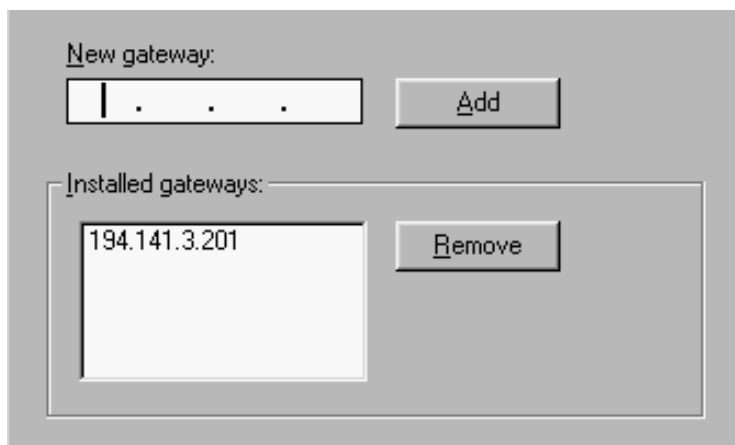 New gateway:
. . .
Add
Installed gateways:
194.141.3.201
Remove